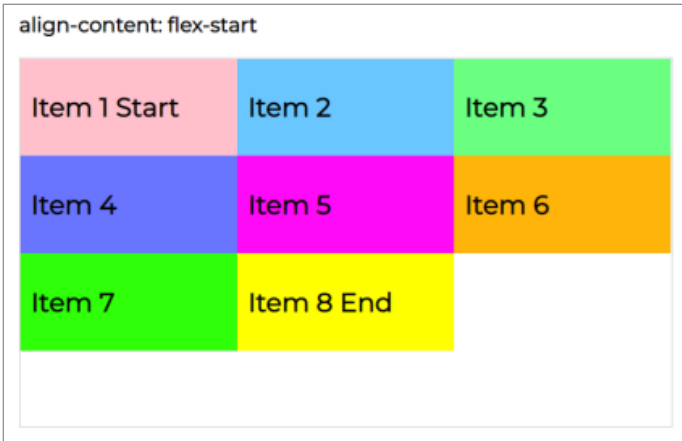 align-content: flex-start
Item 1 Start Item 2 Item 3
Item 4 Item 5 Item 6
Item 7 Item 8 End